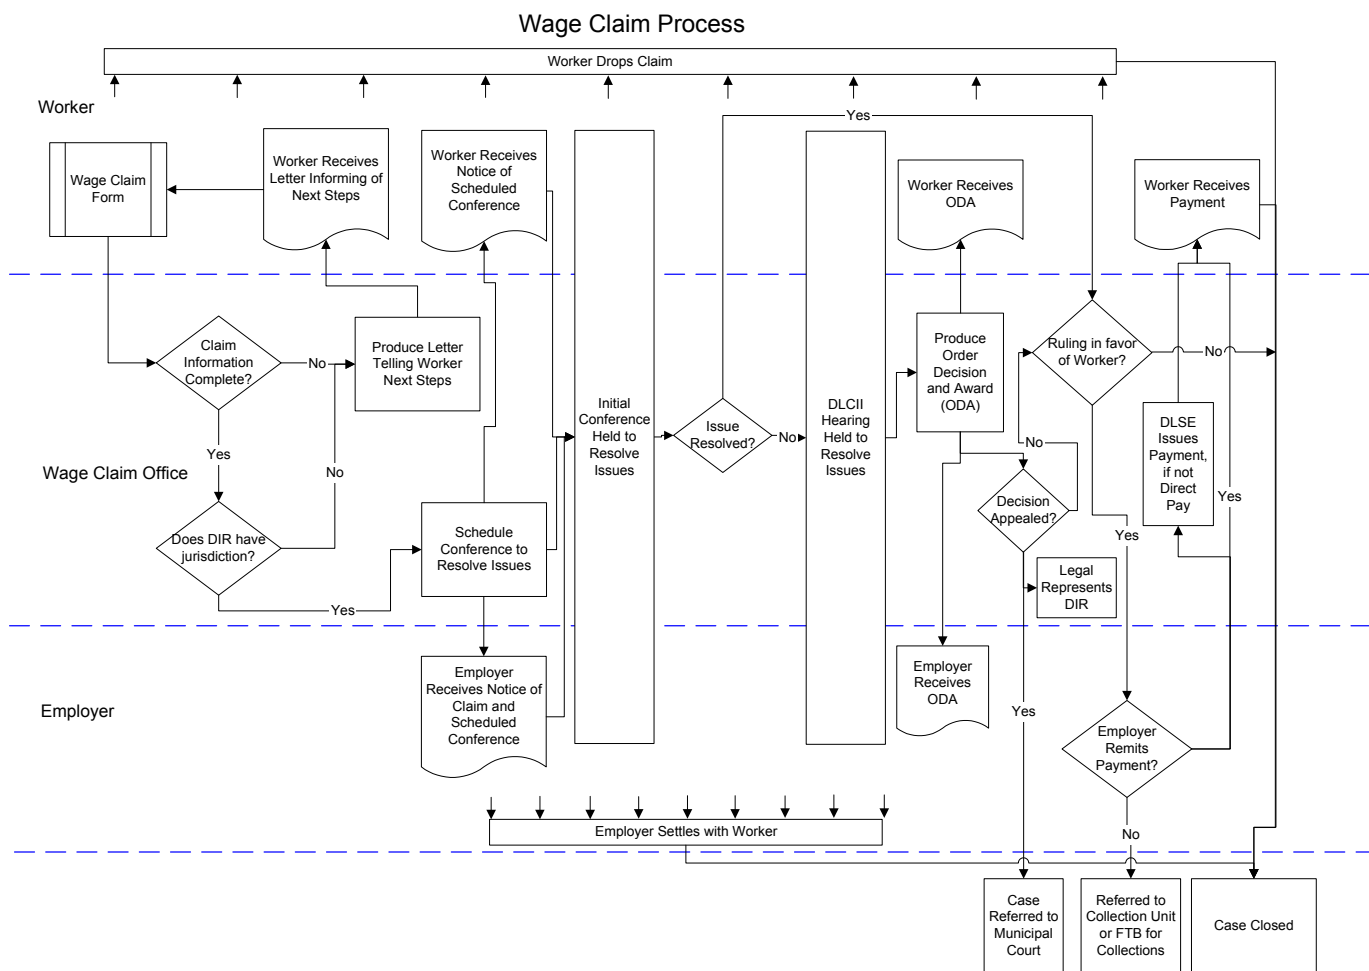 Wage Claim Process
Worker Drops Claim
Worker
Yes
Wage Claim
Form
Worker Receives
Letter Informing of
Next Steps
Worker Receives
Notice of
Scheduled
Conference
Worker Receives
ODA
Worker Receives
Payment
Claim
Information
Complete?
No
Produce Letter
Telling Worker
Next Steps
Initial
Conference
Held to
Resolve
Issues
Issue
Resolved?
No
DLCII
Hearing
Held to
Resolve
Issues
Produce
Order
Decision
and Award
(ODA)
Ruling in favor
of Worker?
No
No
DLSE
Issues
Payment,
if not
Direct
Pay
Yes
Yes
No
Wage Claim Office
Does DIR have
jurisdiction?
Yes
Schedule
Conference to
Resolve Issues
Decision
Appealed?
Yes
Legal
Represents
DIR
Employer
Employer
Receives Notice of
Claim and
Scheduled
Conference
Employer
Receives
ODA
Yes
Employer
Remits
Payment?
Employer Settles with Worker
No
Case
Referred to
Municipal
Court
Referred to
Collection Unit
or FTB for
Collections
Case Closed